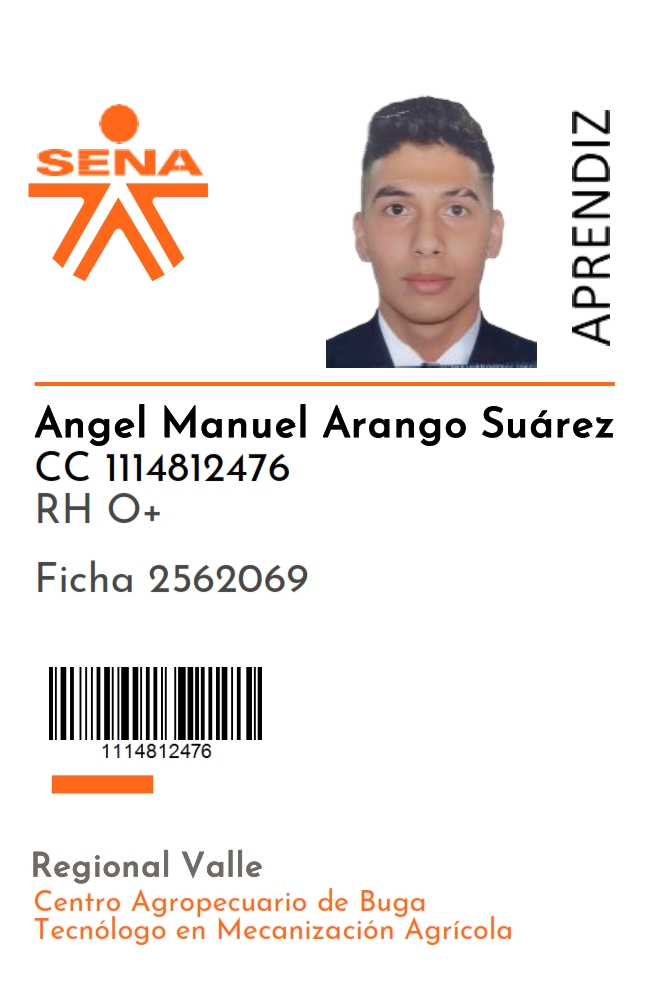 SENA
APRENDIZ
Angel Manuel Arango Suárez
CC 1114812476
RH O+
Ficha 2562069
1114812476
Regional Valle
Centro Agropecuario de Buga
Tecnólogo en Mecanización Agrícola